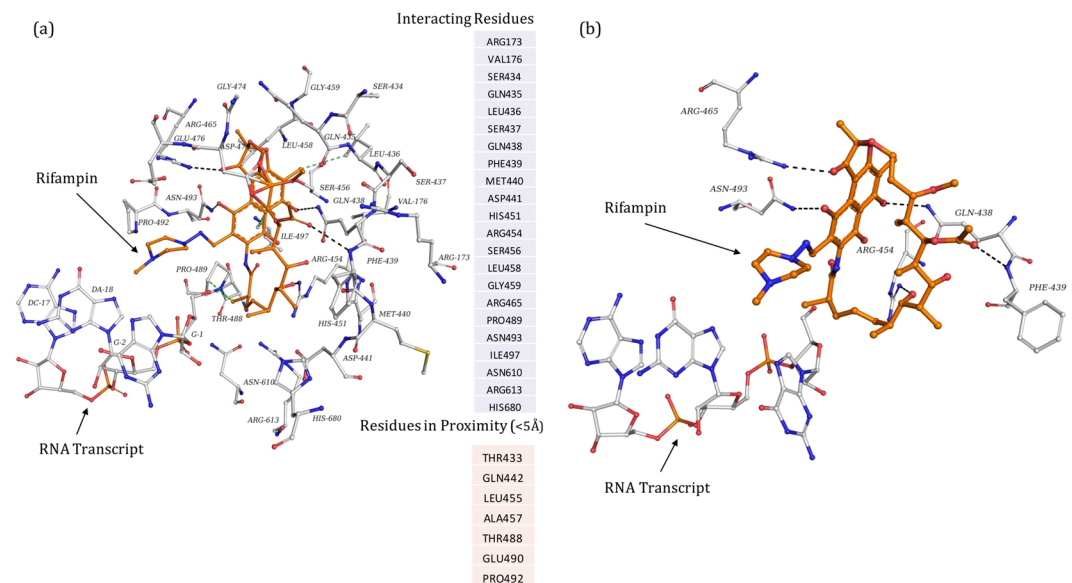 (a)
Interacting Residues
ARG173
VAL176
SER434
GLN435
LEU436
SER437
GLN438
PHE439
MET440
ASP441
HIS451
ARG454
SER456
LEU458
GLY459
ARG465
PRO489
ASN493
ILE497
ASN610
ARG613
HIS680
Residues in Proximity (<5Å)
THR433
GLN442
LEU455
ALA457
THR488
GLU490
PRO492
GLY-474
GLY-459
SER-434
ARG-465
GLU-476
LEU-458
LEU-436
SER-437
Rifampin
ASN-493
SER-456
GLN-438
VAL-176
PRO-492
ILE-497
PHE-439
ARG-173
ARG-454
PRO-489
DA-18
DC-17
THR-488
MET-440
G-1
G-2
HIS-451
ASP-441
ASN-610
ARG-613
HIS-680
RNA Transcript
(b)
ARG-465
ASN-493
Rifampin
GLN-438
ARG-454
PHE-439
RNA Transcript